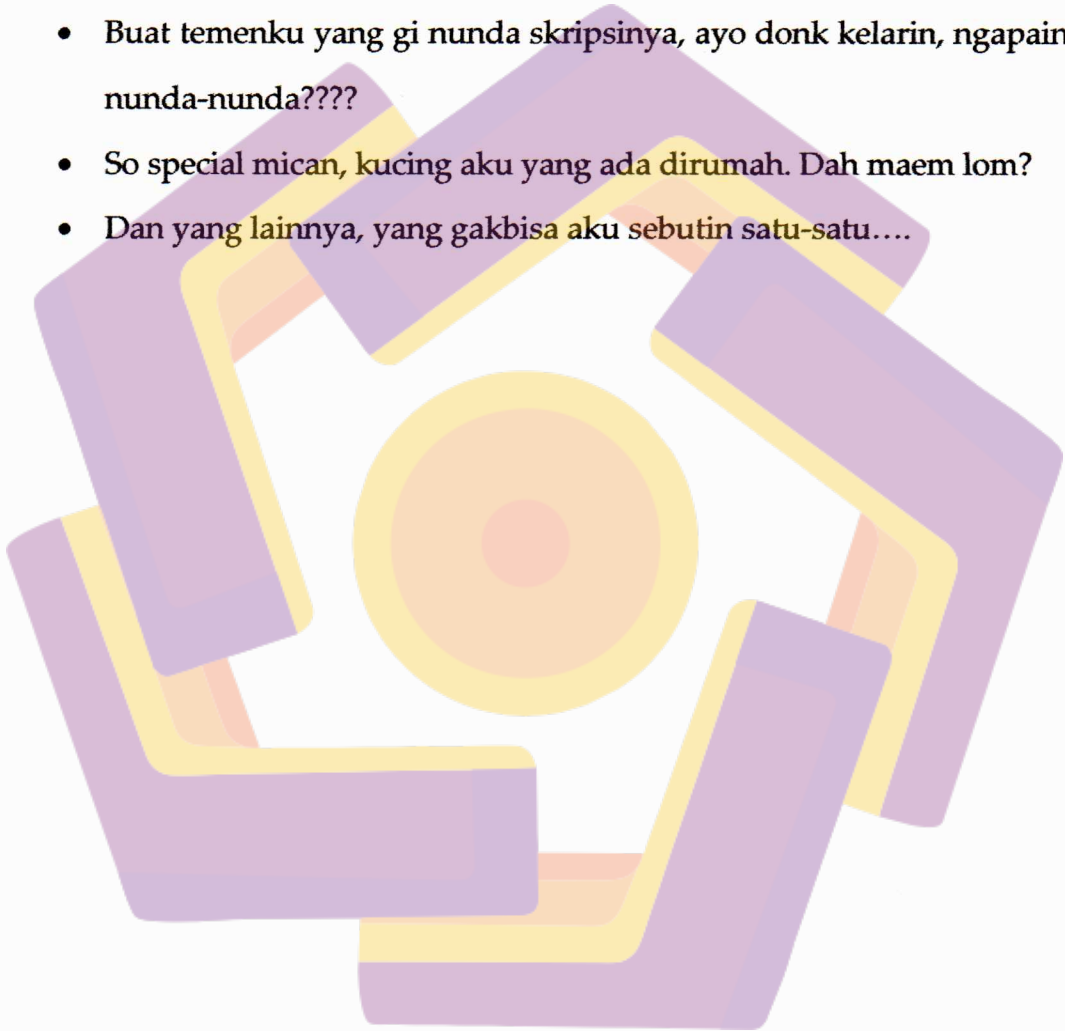 • Buat temenku yang gi nunda skripsinya, ayo donk kelarin, ngapain
nunda-nunda????
• So special mican, kucing aku yang ada dirumah. Dah maem lom?
• Dan yang lainnya, yang gakbisa aku sebutin satu-satu....